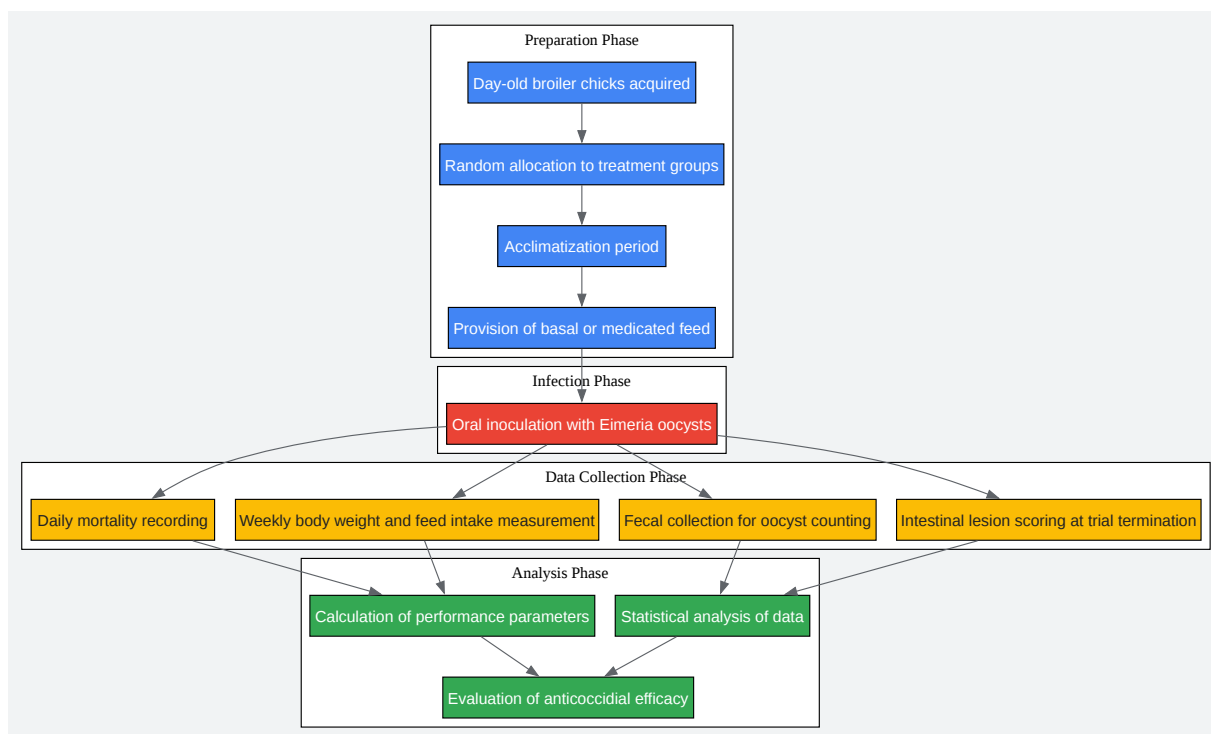 Preparation Phase
Day-old broiler chicks acquired
Random allocation to treatment groups
Acclimatization period
Provision of basal or medicated feed
Infection Phase
Oral inoculation with Eimeria oocysts
Data Collection Phase
Daily mortality recording
Weekly body weight and feed intake measurement
Fecal collection for oocyst counting
Intestinal lesion scoring at trial termination
Analysis Phase
Calculation of performance parameters
Statistical analysis of data
Evaluation of anticoccidial efficacy